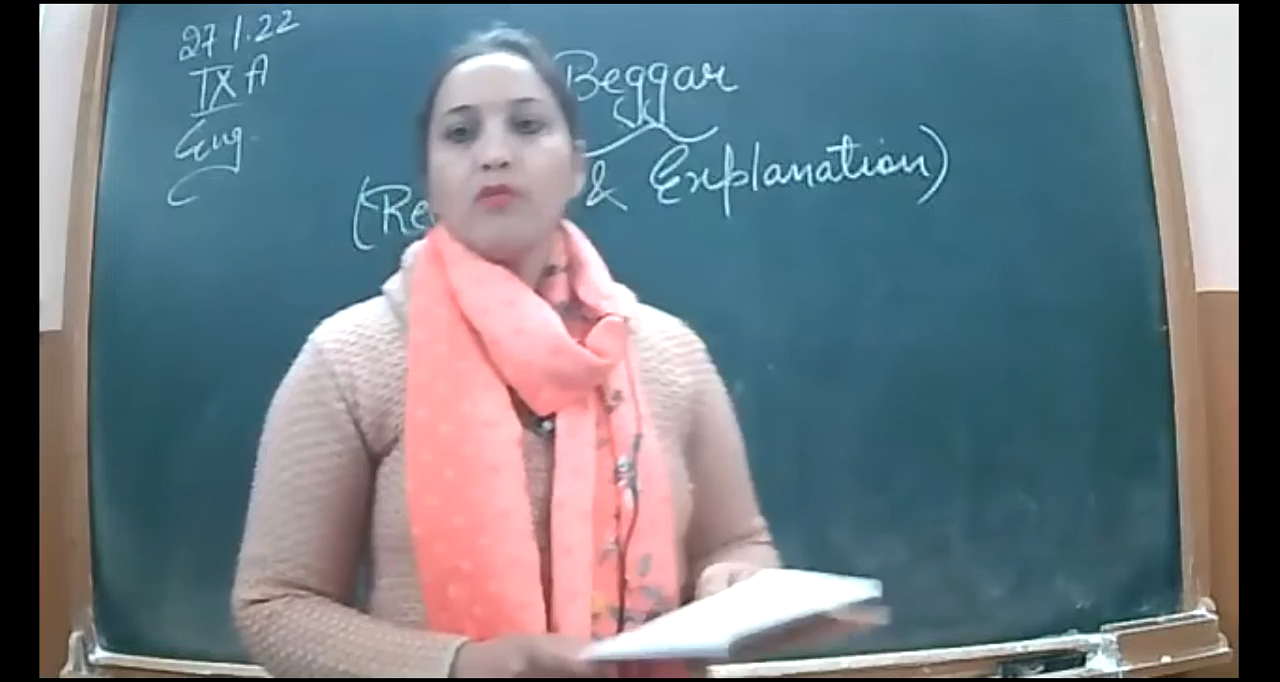 27 1.22
IX A
Eng.
Beggar
(Re & Explanation)